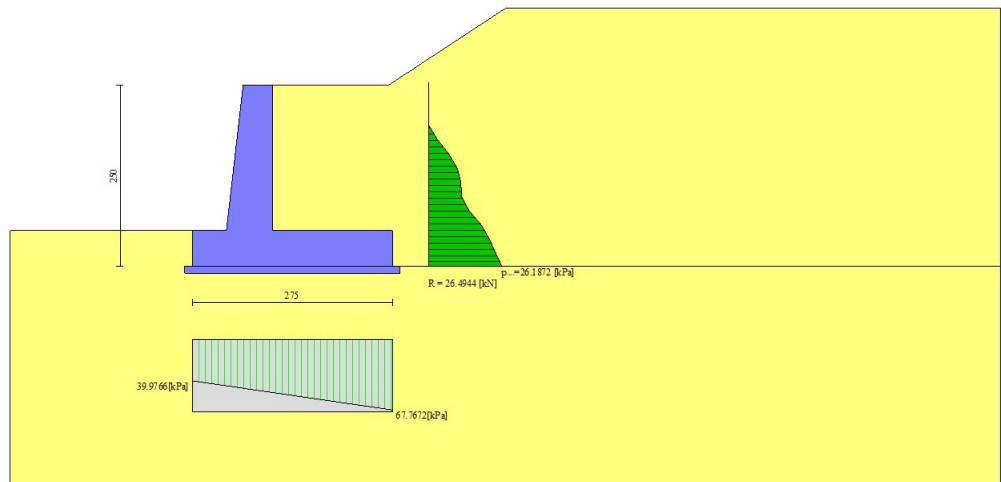 250
p...=26.1872 [kPa]
R = 26.4944 [kN]
275
39.9766[kPa]
67.7672[kPa]